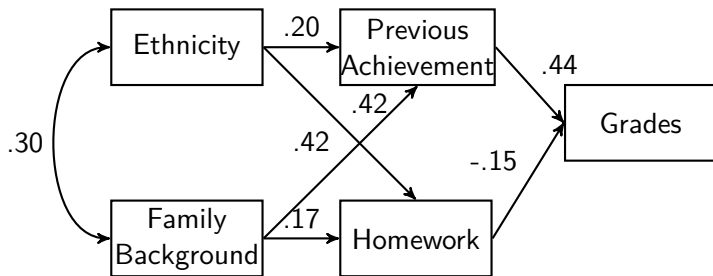 Ethnicity
.20
Previous
Achievement
.44
Grades
.30
.42
.42
-.15
Family
Background
.17
Homework